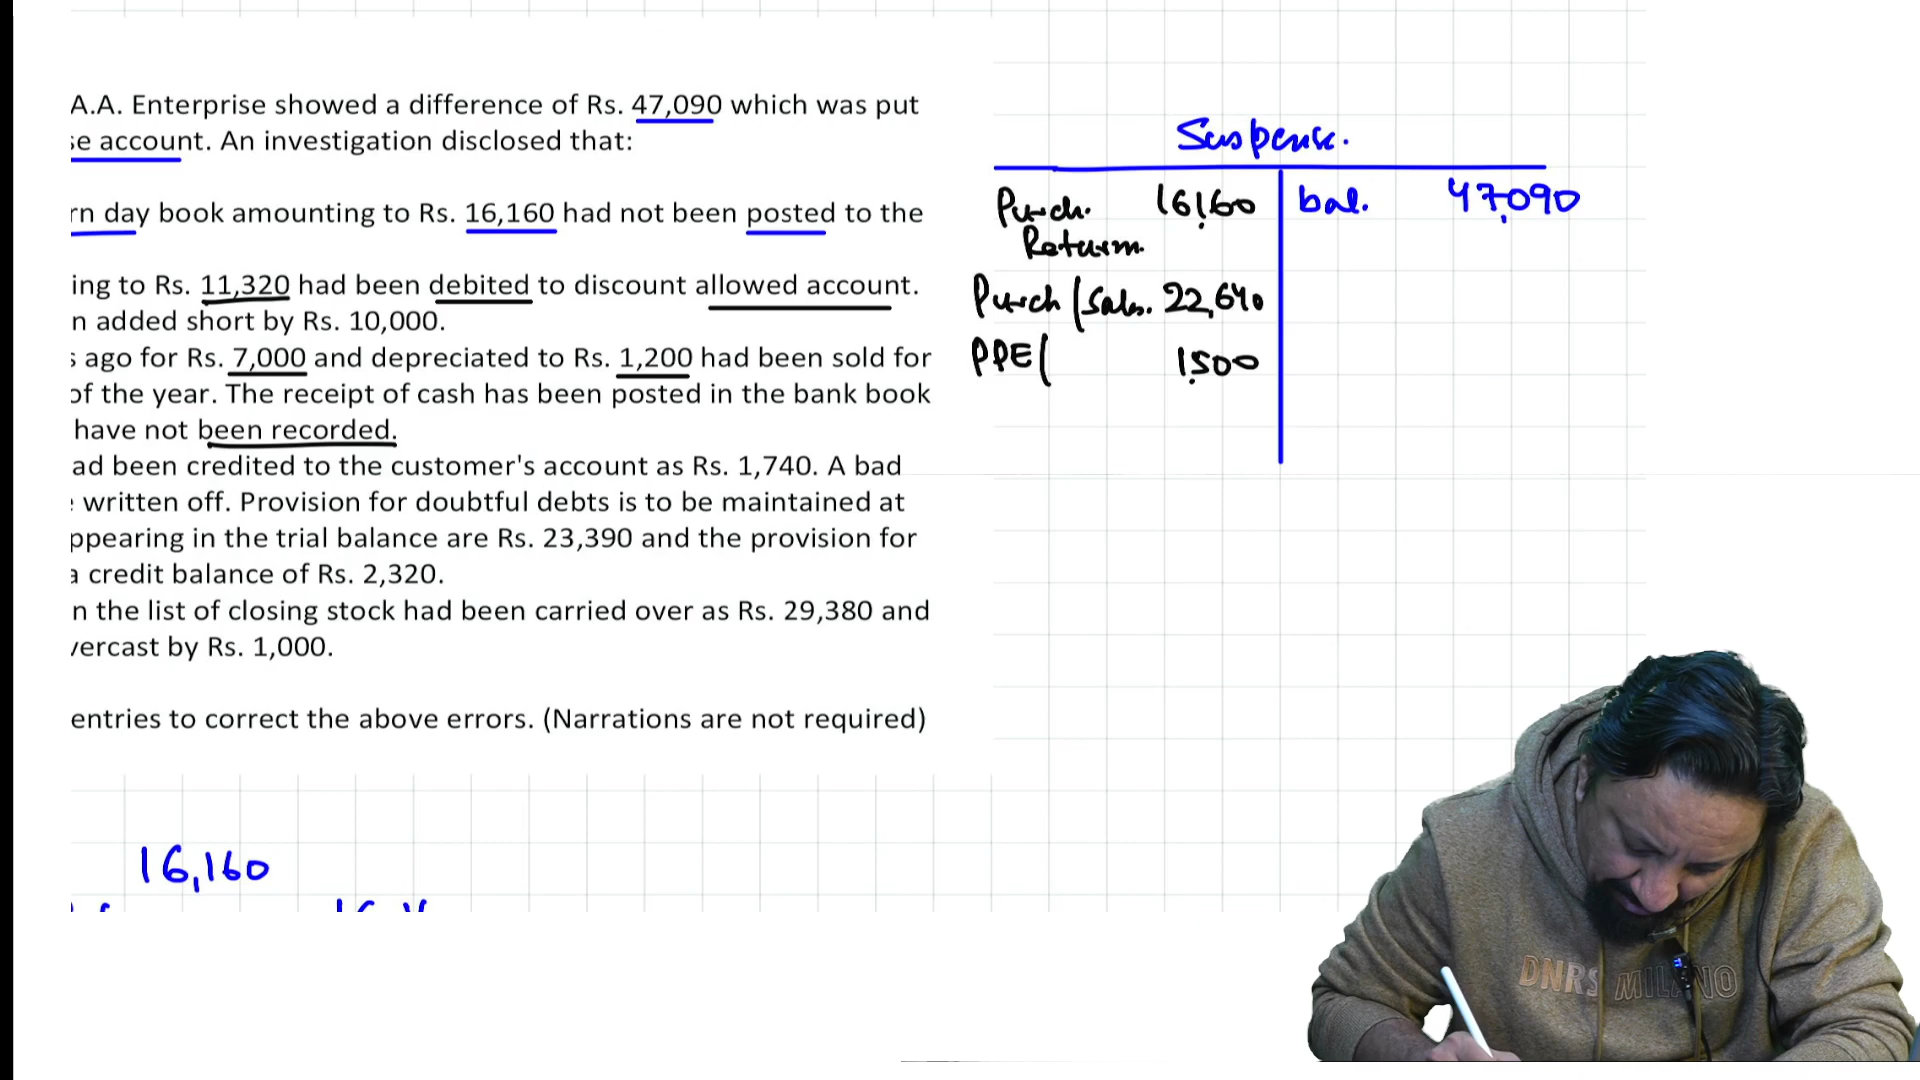 A.A. Enterprise showed a difference of Rs. 47,090 which was put
se account. An investigation disclosed that:
rn day book amounting to Rs. 16,160 had not been posted to the
ing to Rs. 11,320 had been debited to discount allowed account.
n added short by Rs. 10,000.
s ago for Rs. 7,000 and depreciated to Rs. 1,200 had been sold for
of the year. The receipt of cash has been posted in the bank book
have not been recorded.
ad been credited to the customer's account as Rs. 1,740. A bad
written off. Provision for doubtful debts is to be maintained at
ppearing in the trial balance are Rs. 23,390 and the provision for
a credit balance of Rs. 2,320.
n the list of closing stock had been carried over as Rs. 29,380 and
vercast by Rs. 1,000.
entries to correct the above errors. (Narrations are not required)
16,160
Suspense.
Purch. 16,160 bal. 47,090
Return.
Purch/Sales. 22,640
PPE( 1,500
DNRS MILANO